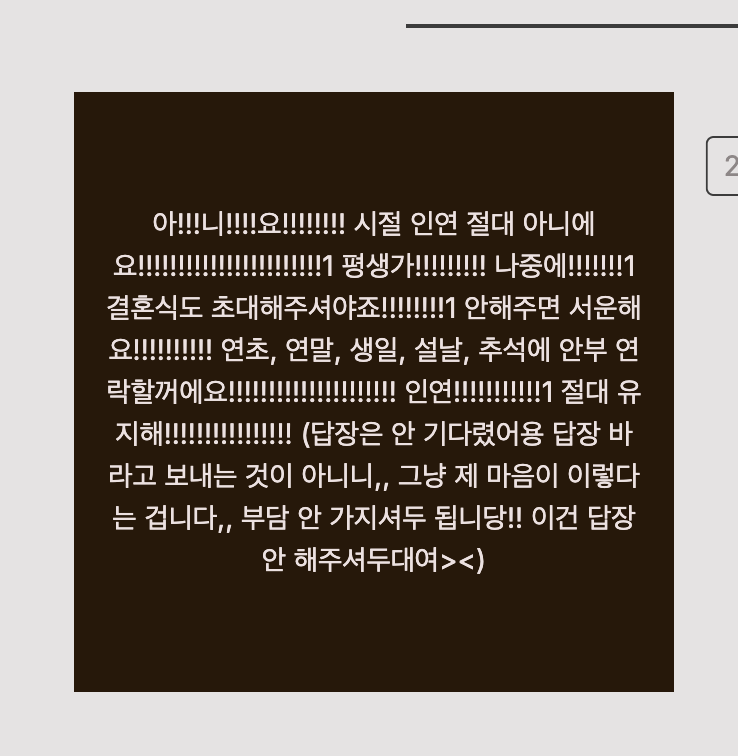 아!!!니!!!!요!!!!!!!! 시절 인연 절대 아니에
요!!!!!!!!!!!!!!!!!!!!!!!1 평생가!!!!!!!!! 나중에!!!!!!!1
결혼식도 초대해주셔야죠!!!!!!!!1 안해주면 서운해
요!!!!!!!!!! 연초, 연말, 생일, 설날, 추석에 안부 연
락할꺼에요!!!!!!!!!!!!!!!!!!!!! 인연!!!!!!!!!!!1 절대 유
지해!!!!!!!!!!!!!!!! (답장은 안 기다렸어용 답장 바
라고 보내는 것이 아니니,, 그냥 제 마음이 이렇다
는 겁니다,, 부담 안 가지셔두 됩니당!! 이건 답장
안 해주셔두대여><)
2